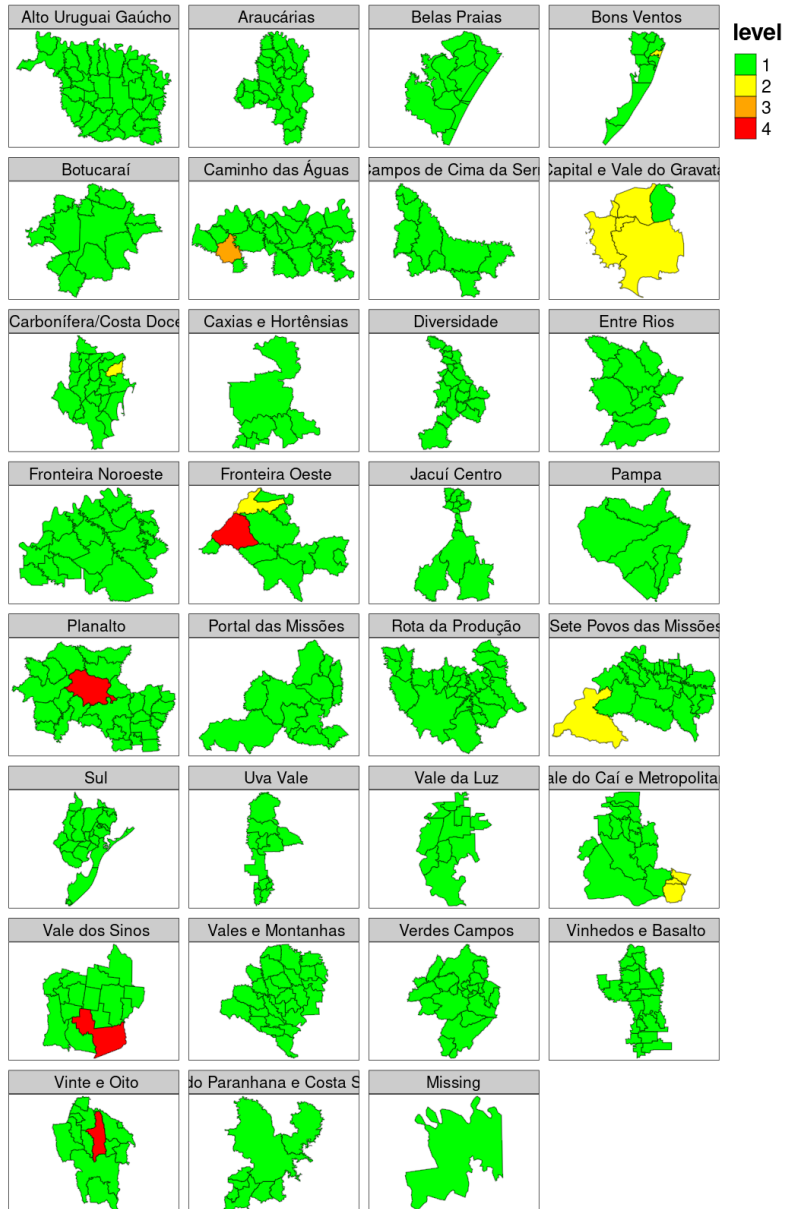 Alto Uruguai Gaúcho
Araucárias
Belas Praias
Bons Ventos
level
1
2
3
4
Botucaraí
Caminho das Águas
Campos de Cima da Serr
Capital e Vale do Gravata
Carbonífera/Costa Doce
Caxias e Hortênsias
Diversidade
Entre Rios
Fronteira Noroeste
Fronteira Oeste
Jacuí Centro
Pampa
Planalto
Portal das Missões
Rota da Produção
Sete Povos das Missões
Sul
Uva Vale
Vale da Luz
ale do Caí e Metropolita
Vale dos Sinos
Vales e Montanhas
Verdes Campos
Vinhedos e Basalto
Vinte e Oito
do Paranhana e Costa S
Missing